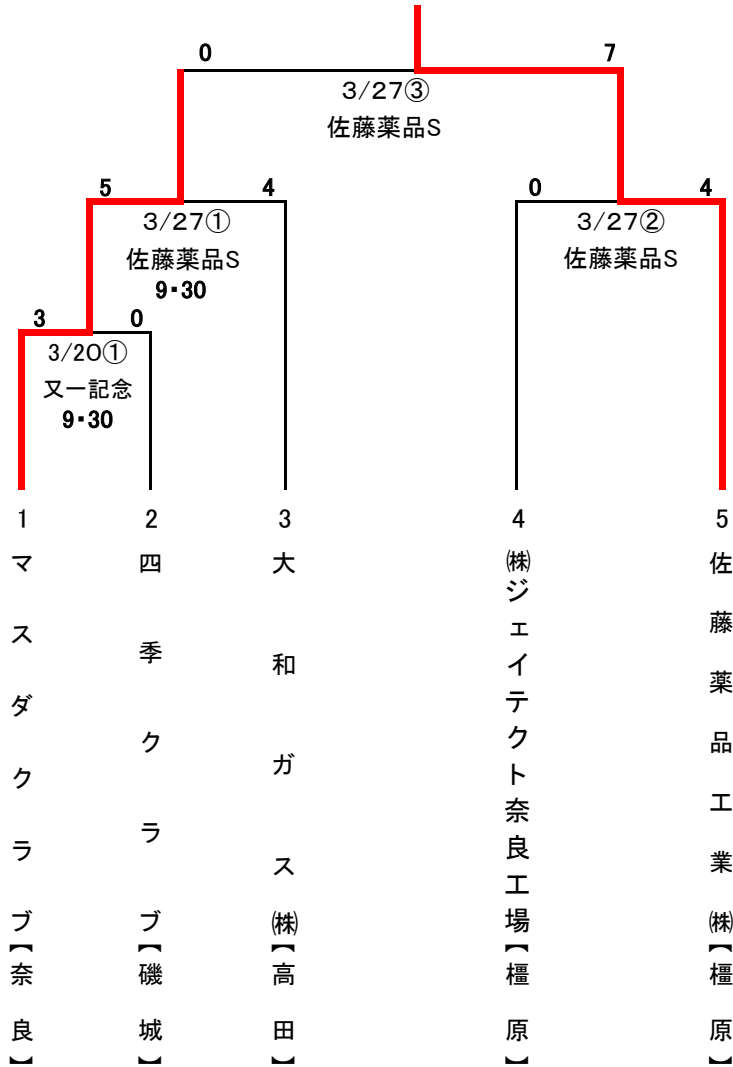 0 7
3/27③
佐藤薬品S
5 4 0 4
3/27① 3/27②
佐藤薬品S 佐藤薬品S
9・30
3 0
3/20①
又一記念
9・30
1 2 3 4 5
マスダクラブ【奈良】
四季クラブ【磯城】
大和ガス㈱【高田】
㈱ジェイテクト奈良工場【橿原】
佐藤薬品工業㈱【橿原】